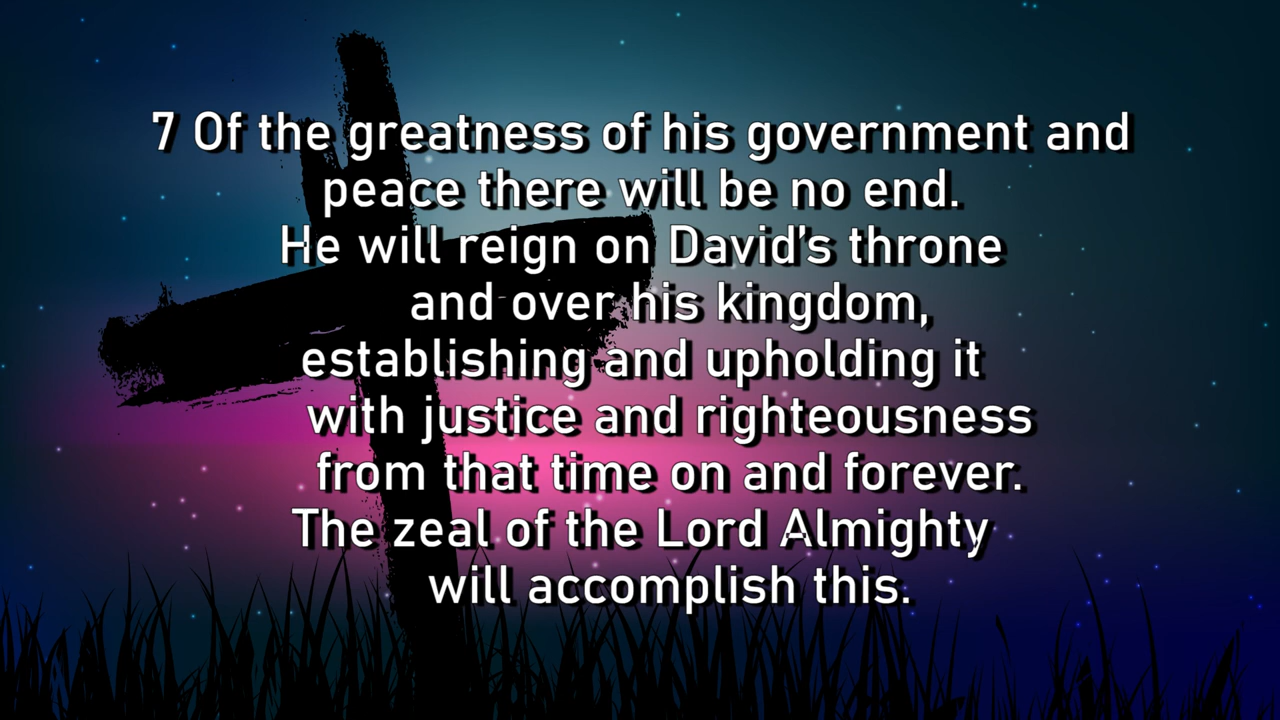 7 Of the greatness of his government and
peace there will be no end.
He will reign on David’s throne
and over his kingdom,
establishing and upholding it
with justice and righteousness
from that time on and forever.
The zeal of the Lord Almighty
will accomplish this.